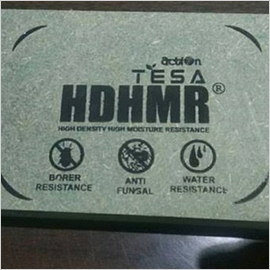 action
TESA
HDHMR®
HIGH DENSITY HIGH MOISTURE RESISTANCE
BORER
RESISTANCE
ANTI
FUNGAL
WATER
RESISTANCE